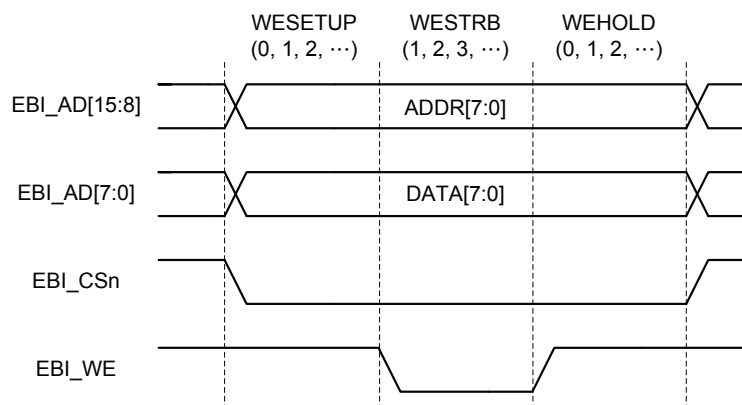 WESETUP WESTRB WEHOLD
(0, 1, 2, ⋯) (1, 2, 3, ⋯) (0, 1, 2, ⋯)
EBI_AD[15:8] ADDR[7:0]
EBI_AD[7:0] DATA[7:0]
EBI_CSn
EBI_WE